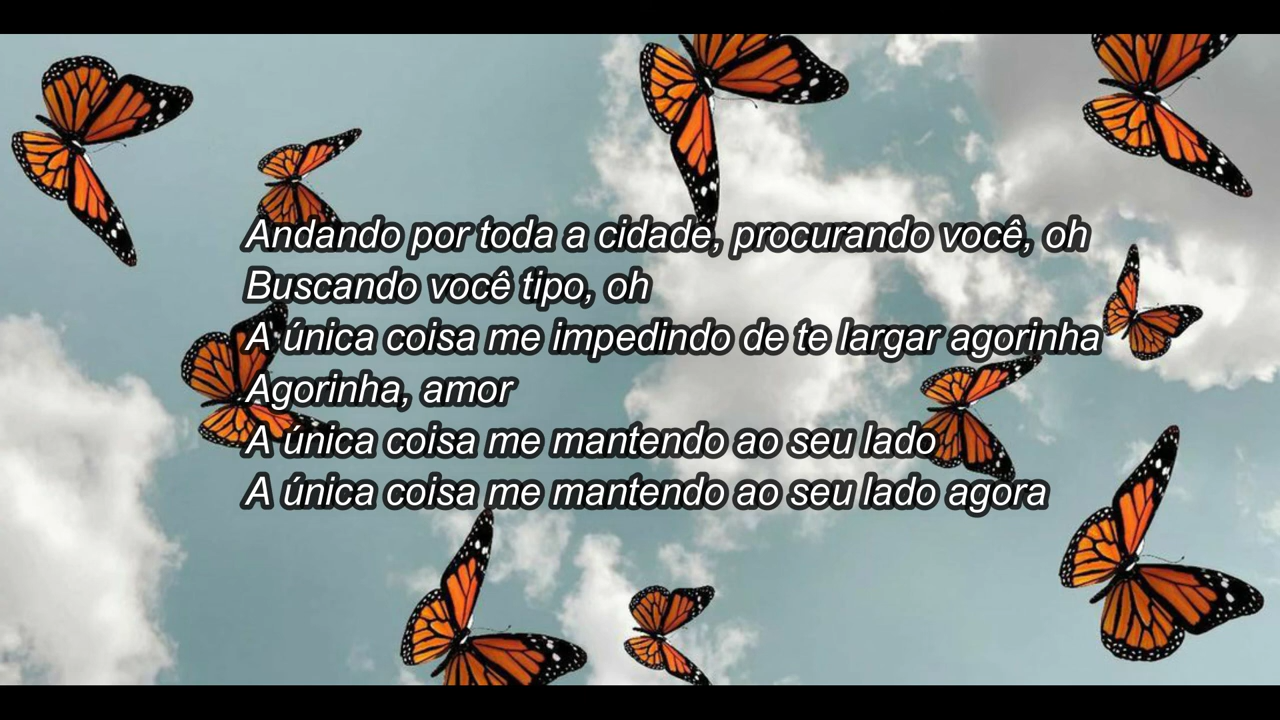 Andando por toda a cidade, procurando você, oh
Buscando você tipo, oh
A única coisa me impedindo de te largar agorinha
Agorinha, amor
A única coisa me mantendo ao seu lado
A única coisa me mantendo ao seu lado agora